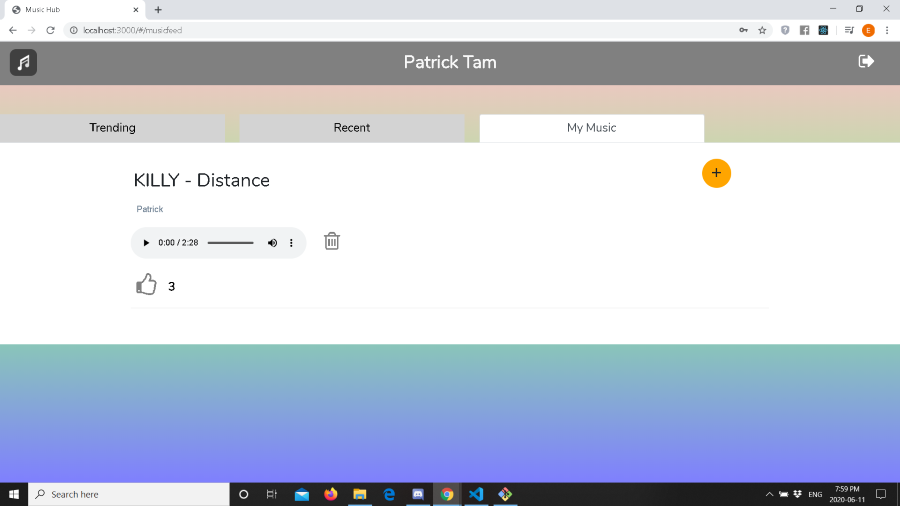 Music Hub
localhost:3000/#/musicfeed
E
Patrick Tam
Trending
Recent
My Music
KILLY - Distance
+
Patrick
0:00 / 2:28
3
Search here
ENG
7:59 PM
2020-06-11